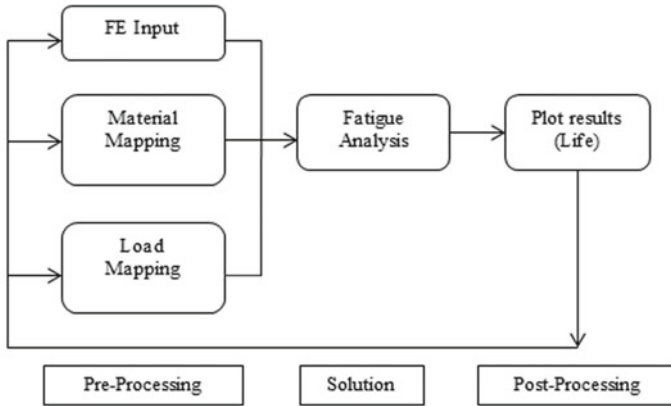 FE Input
Material
Mapping
Load
Mapping
Fatigue
Analysis
Plot results
(Life)
Pre-Processing
Solution
Post-Processing